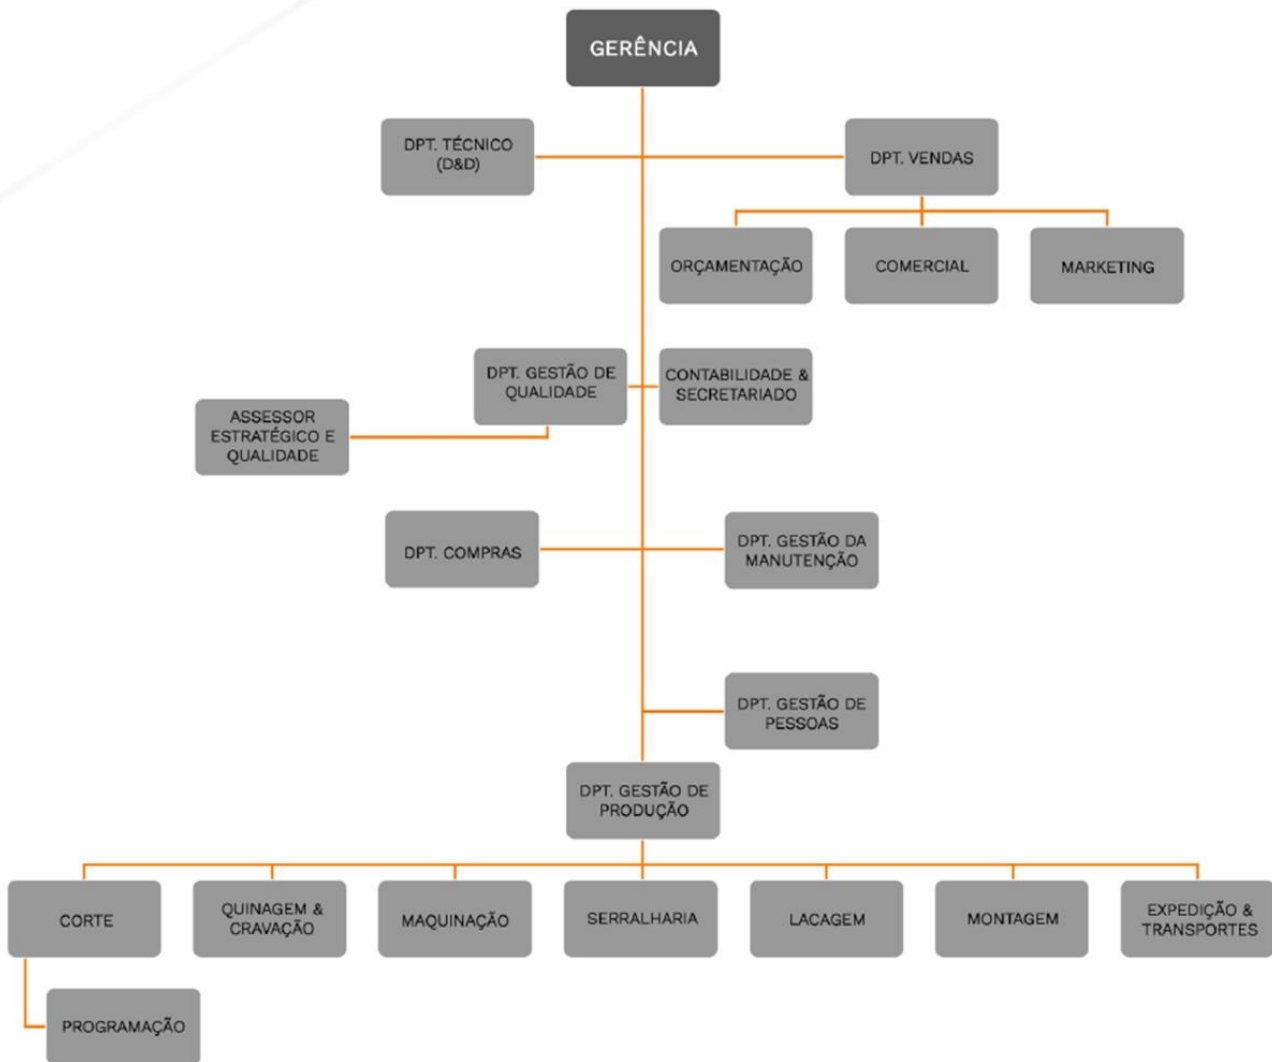 GERÊNCIA
DPT. TÉCNICO
(D&D)
DPT. VENDAS
ORÇAMENTAÇÃO
COMERCIAL
MARKETING
DPT. GESTÃO DE
QUALIDADE
CONTABILIDADE &
SECRETARIADO
ASSESSOR
ESTRATÉGICO E
QUALIDADE
DPT. COMPRAS
DPT. GESTÃO DA
MANUTENÇÃO
DPT. GESTÃO DE
PESSOAS
DPT. GESTÃO DE
PRODUÇÃO
CORTE
QUINAGEM &
CRAVAÇÃO
MAQUINAÇÃO
SERRALHARIA
LACAGEM
MONTAGEM
EXPEDIÇÃO &
TRANSPORTES
PROGRAMAÇÃO